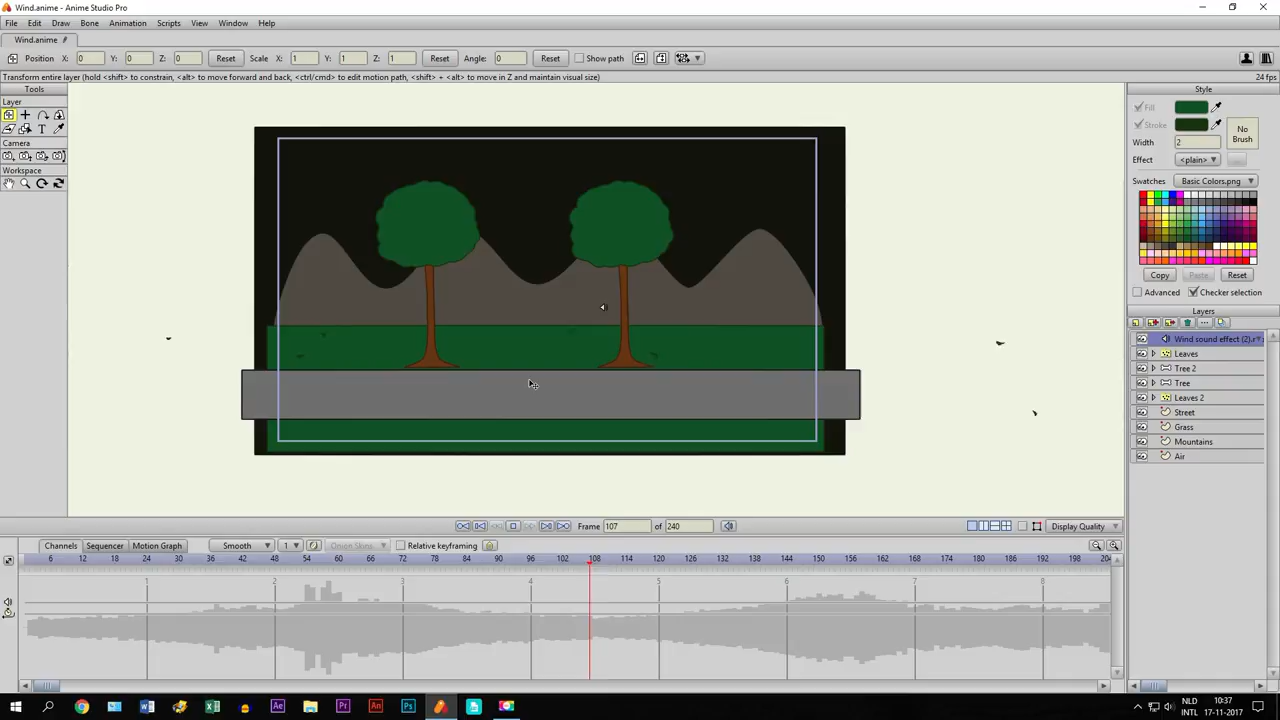 Wind.anime - Anime Studio Pro
File Edit Draw Bone Animation Scripts View Window Help
Wind.anime
Position X: 0 Y: 0 Z: 0 Reset Scale X: 1 Y: 1 Z: 1 Reset Angle: 0 Reset Show path
Transform entire layer (hold <shift> to constrain, <alt> to move forward and back, <ctrl/cmd> to edit motion path, <shift> + <alt> to move in Z and maintain visual size)
24 fps
Tools
Layer
T
Camera
Workspace
Style
Fill
Stroke
No
Brush
Width 2
Effect <plain>
Swatches Basic Colors.png
Copy Paste Reset
Advanced Checker selection
Layers
Wind sound effect (2).r
Leaves
Tree 2
Tree
Leaves 2
Street
Grass
Mountains
Air
Frame 107 of 240
Display Quality
Channels Sequencer Motion Graph Smooth 1 Onion Skins Relative keyframing
6 12 18 24 30 36 42 48 54 60 66 72 78 84 90 96 102 108 114 120 126 132 138 144 150 156 162 168 174 180 186 192 198 204
1 2 3 4 5 6 7 8
Ae Pr An Ps
NLD
INTL
10:37
17-11-2017